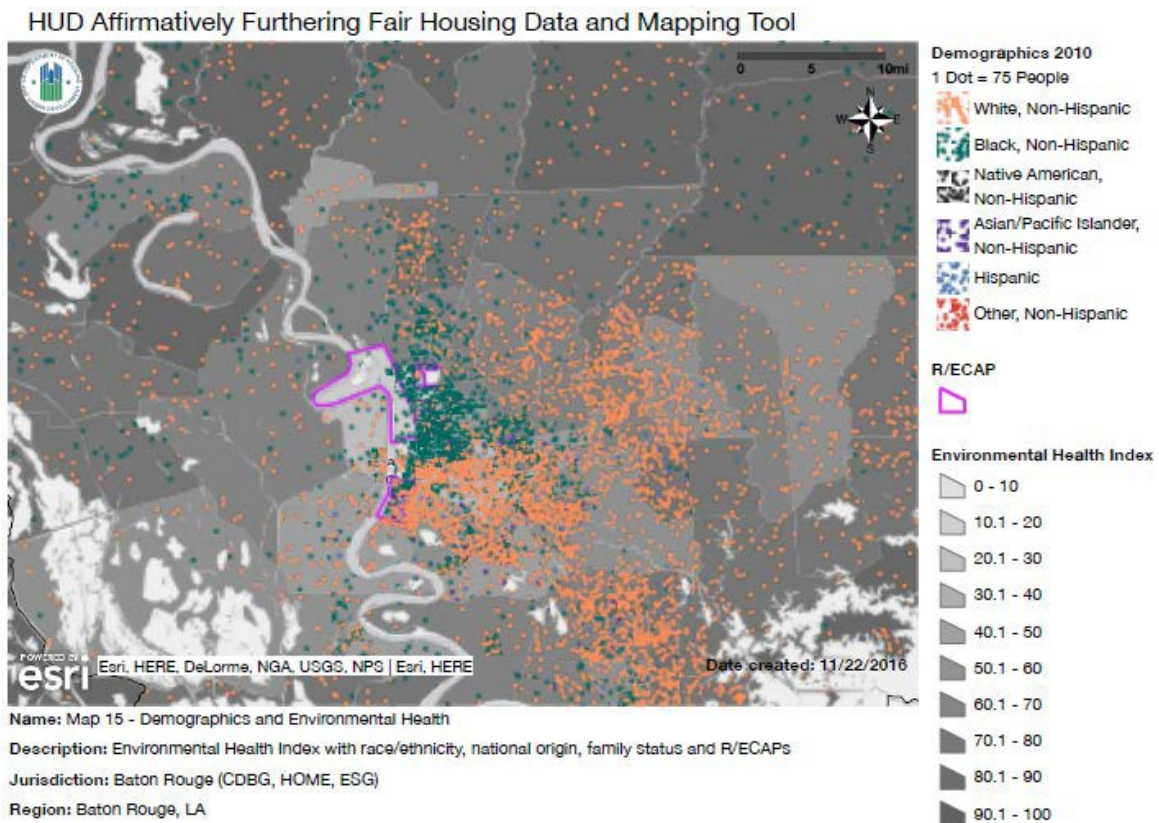 HUD Affirmatively Furthering Fair Housing Data and Mapping Tool
0 5 10mi
N
W E
S
Demographics 2010
1 Dot = 75 People
White, Non-Hispanic
Black, Non-Hispanic
Native American,
Non-Hispanic
Asian/Pacific Islander,
Non-Hispanic
Hispanic
Other, Non-Hispanic
R/ECAP
Environmental Health Index
0 - 10
10.1 - 20
20.1 - 30
30.1 - 40
40.1 - 50
50.1 - 60
60.1 - 70
70.1 - 80
80.1 - 90
90.1 - 100
POWERED BY
esri
Esri, HERE, DeLorme, NGA, USGS, NPS | Esri, HERE
Date created: 11/22/2016
Name: Map 15 - Demographics and Environmental Health
Description: Environmental Health Index with race/ethnicity, national origin, family status and R/ECAPs
Jurisdiction: Baton Rouge (CDBG, HOME, ESG)
Region: Baton Rouge, LA